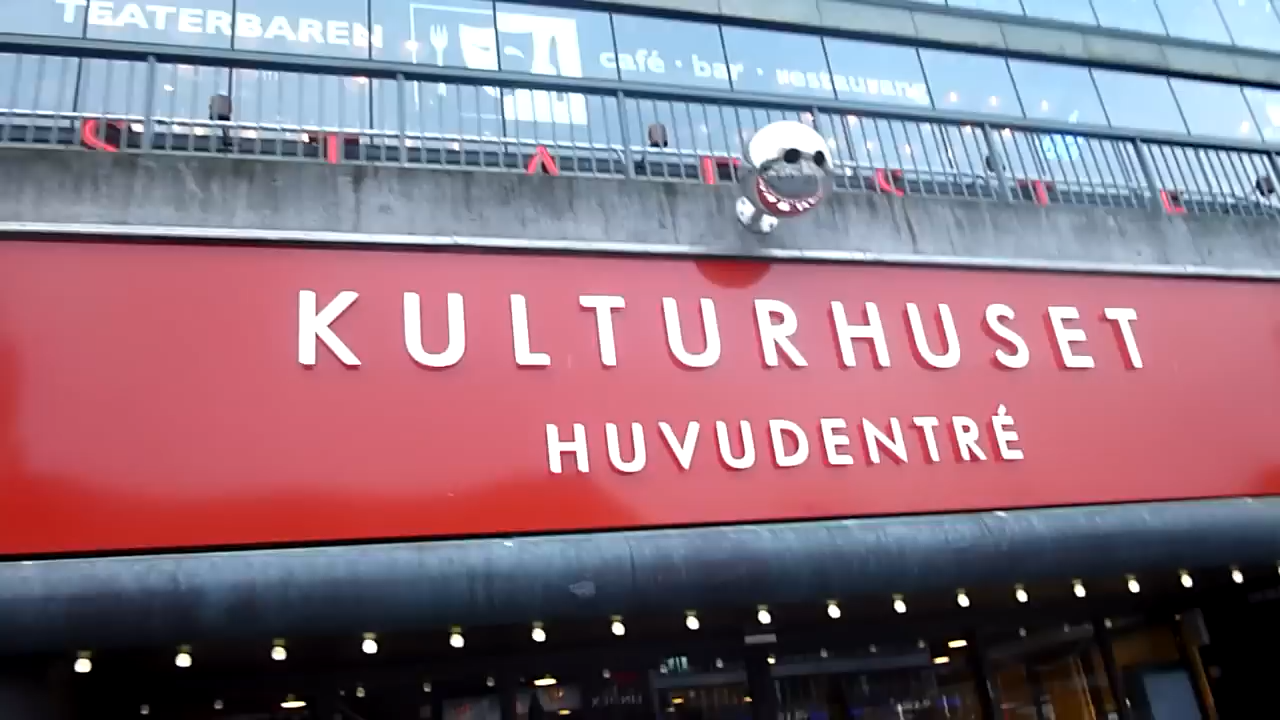 TEATERBAREN
café · bar · restaurang
KULTURHUSET
HUVUDENTRÉ